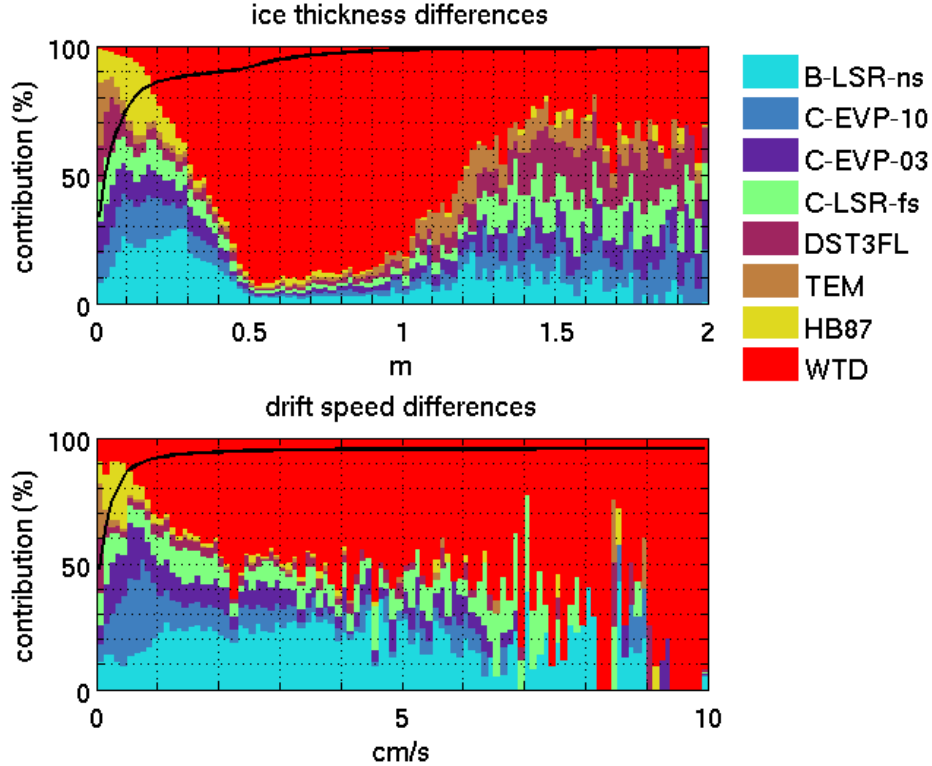 ice thickness differences
contribution (%)
100
50
0
0
0.5
1
1.5
2
m
B-LSR-ns
C-EVP-10
C-EVP-03
C-LSR-fs
DST3FL
TEM
HB87
WTD
drift speed differences
contribution (%)
100
50
0
0
5
10
cm/s